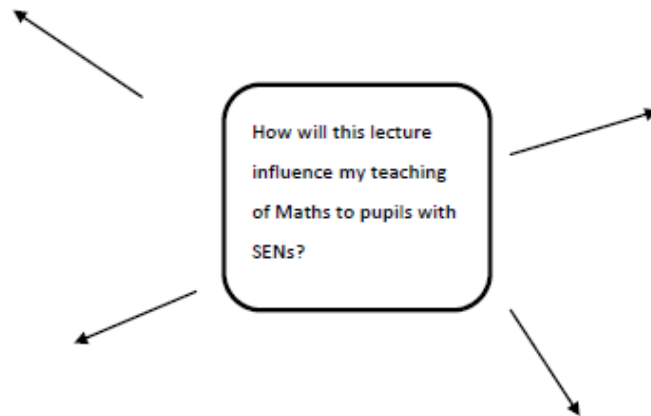 How will this lecture
influence my teaching
of Maths to pupils with
SENs?